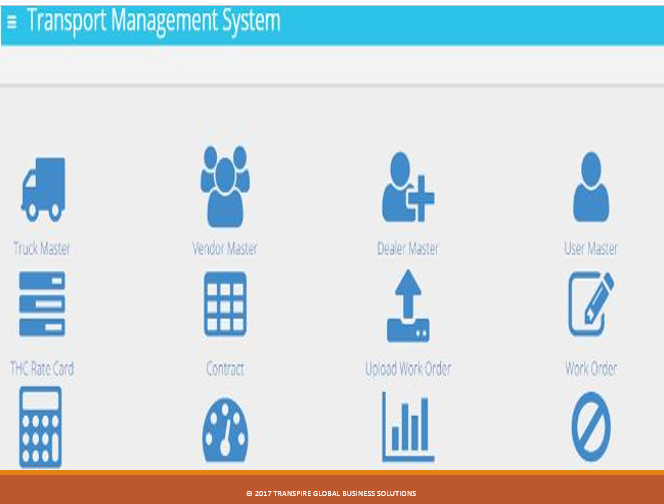 Transport Management System
Truck Master
Vendor Master
Dealer Master
User Master
THC Rate Card
Contract
Upload Work Order
Work Order
© 2017 TRANSPIRE GLOBAL BUSINESS SOLUTIONS